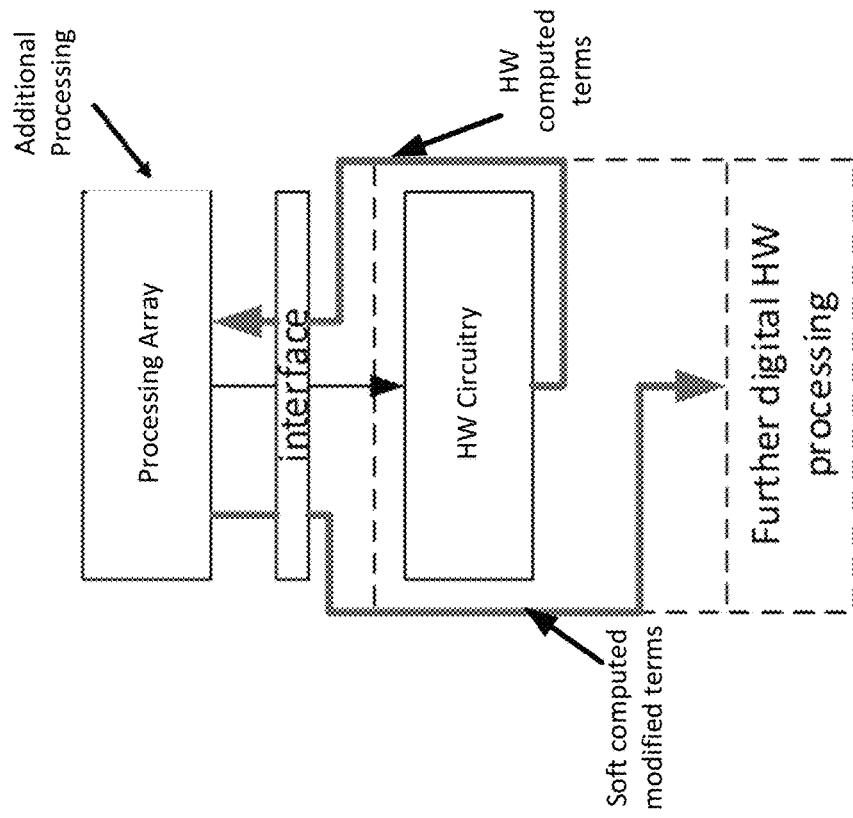 Additional
Processing
Processing Array
interface
HW
computed
terms
HW Circuitry
Soft computed
modified terms
Further digital HW
processing